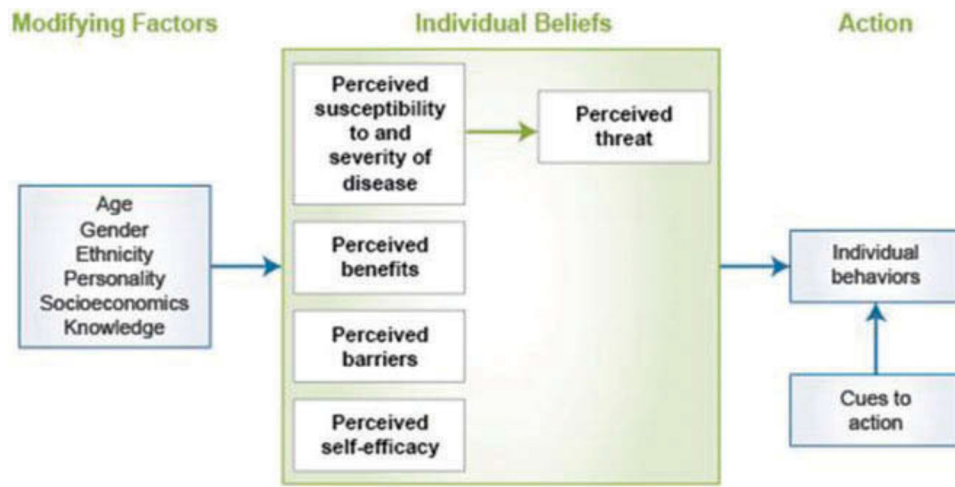 Modifying Factors
Individual Beliefs
Action
Perceived
susceptibility
to and
severity of
disease
Perceived
threat
Age
Gender
Ethnicity
Personality
Socioeconomics
Knowledge
Perceived
benefits
Individual
behaviors
Perceived
barriers
Cues to
action
Perceived
self-efficacy